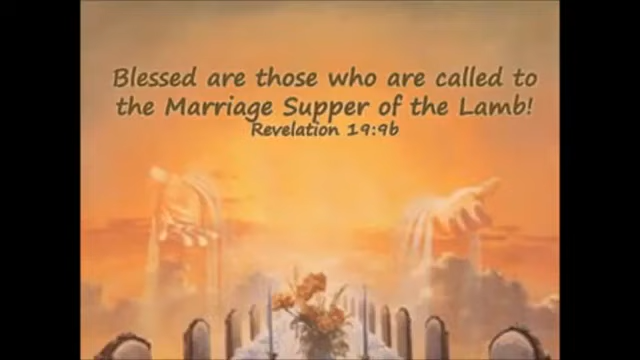 Blessed are those who are called to
the Marriage Supper of the Lamb!
Revelation 19:9b